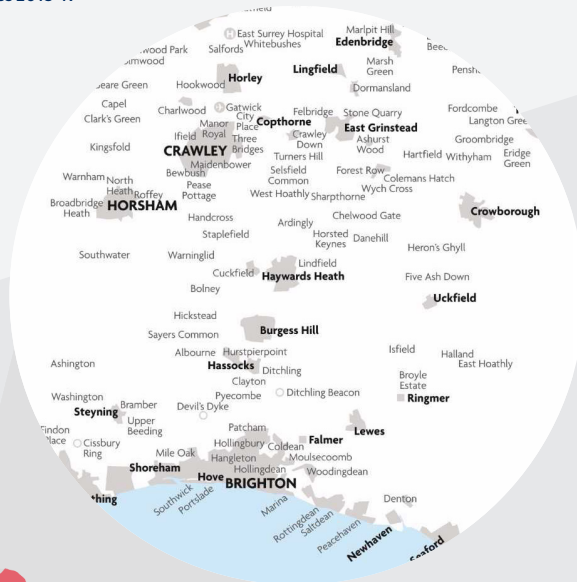 East Surrey Hospital
Whitebushes
Salfords
Marlpit Hill
Edenbridge
wood Park
Lingfield
Marsh
Green
eare Green
Hookwood
Horley
Dormansland
Capel
Clark's Green
Charlwood
Gatwick
City
Place
Manor
Royal
Copthorne
Felbridge
Stone Quarry
Fordcombe
East Grinstead
Groombridge
Kingsfold
Ifield
CRAWLEY
Three
Bridges
Crawley
Down
Ashurst
Wood
Turners Hill
Hartfield
Withyham
Eridge
Green
Maidenbower
Bewbush
Selsfield
Common
Forest Row
Colemans Hatch
Warnham
North
Heath
Roffey
Pease
Pottage
West Hoathly
Sharpthorne
Wych Cross
Broadbridge
Heath
HORSHAM
Crowborough
Handcross
Ardingly
Chelwood Gate
Staplefield
Horsted
Keynes
Danehill
Heron's Ghyll
Southwater
Warninglid
Lindfield
Cuckfield
Haywards Heath
Five Ash Down
Bolney
Uckfield
Hickstead
Sayers Common
Burgess Hill
Albourne
Hurstpierpoint
Isfield
Halland
East Hoathly
Ashington
Hassocks
Ditchling
Clayton
Broyle
Estate
Washington
Pyecombe
Ditchling Beacon
Ringmer
Steyning
Bramber
Devil's Dyke
Upper
Beeding
Patcham
Lewes
Cissbury
Ring
Hollingbury
Coldean
Falmer
Mile Oak
Hangleton
Moulsecoomb
Shoreham
Hollingdean
Woodingdean
Hove
BRIGHTON
Southwick
Portslade
Marina
Rottingdean
Saltdean
Peacehaven
Denton
Newhaven
Seaford
thing